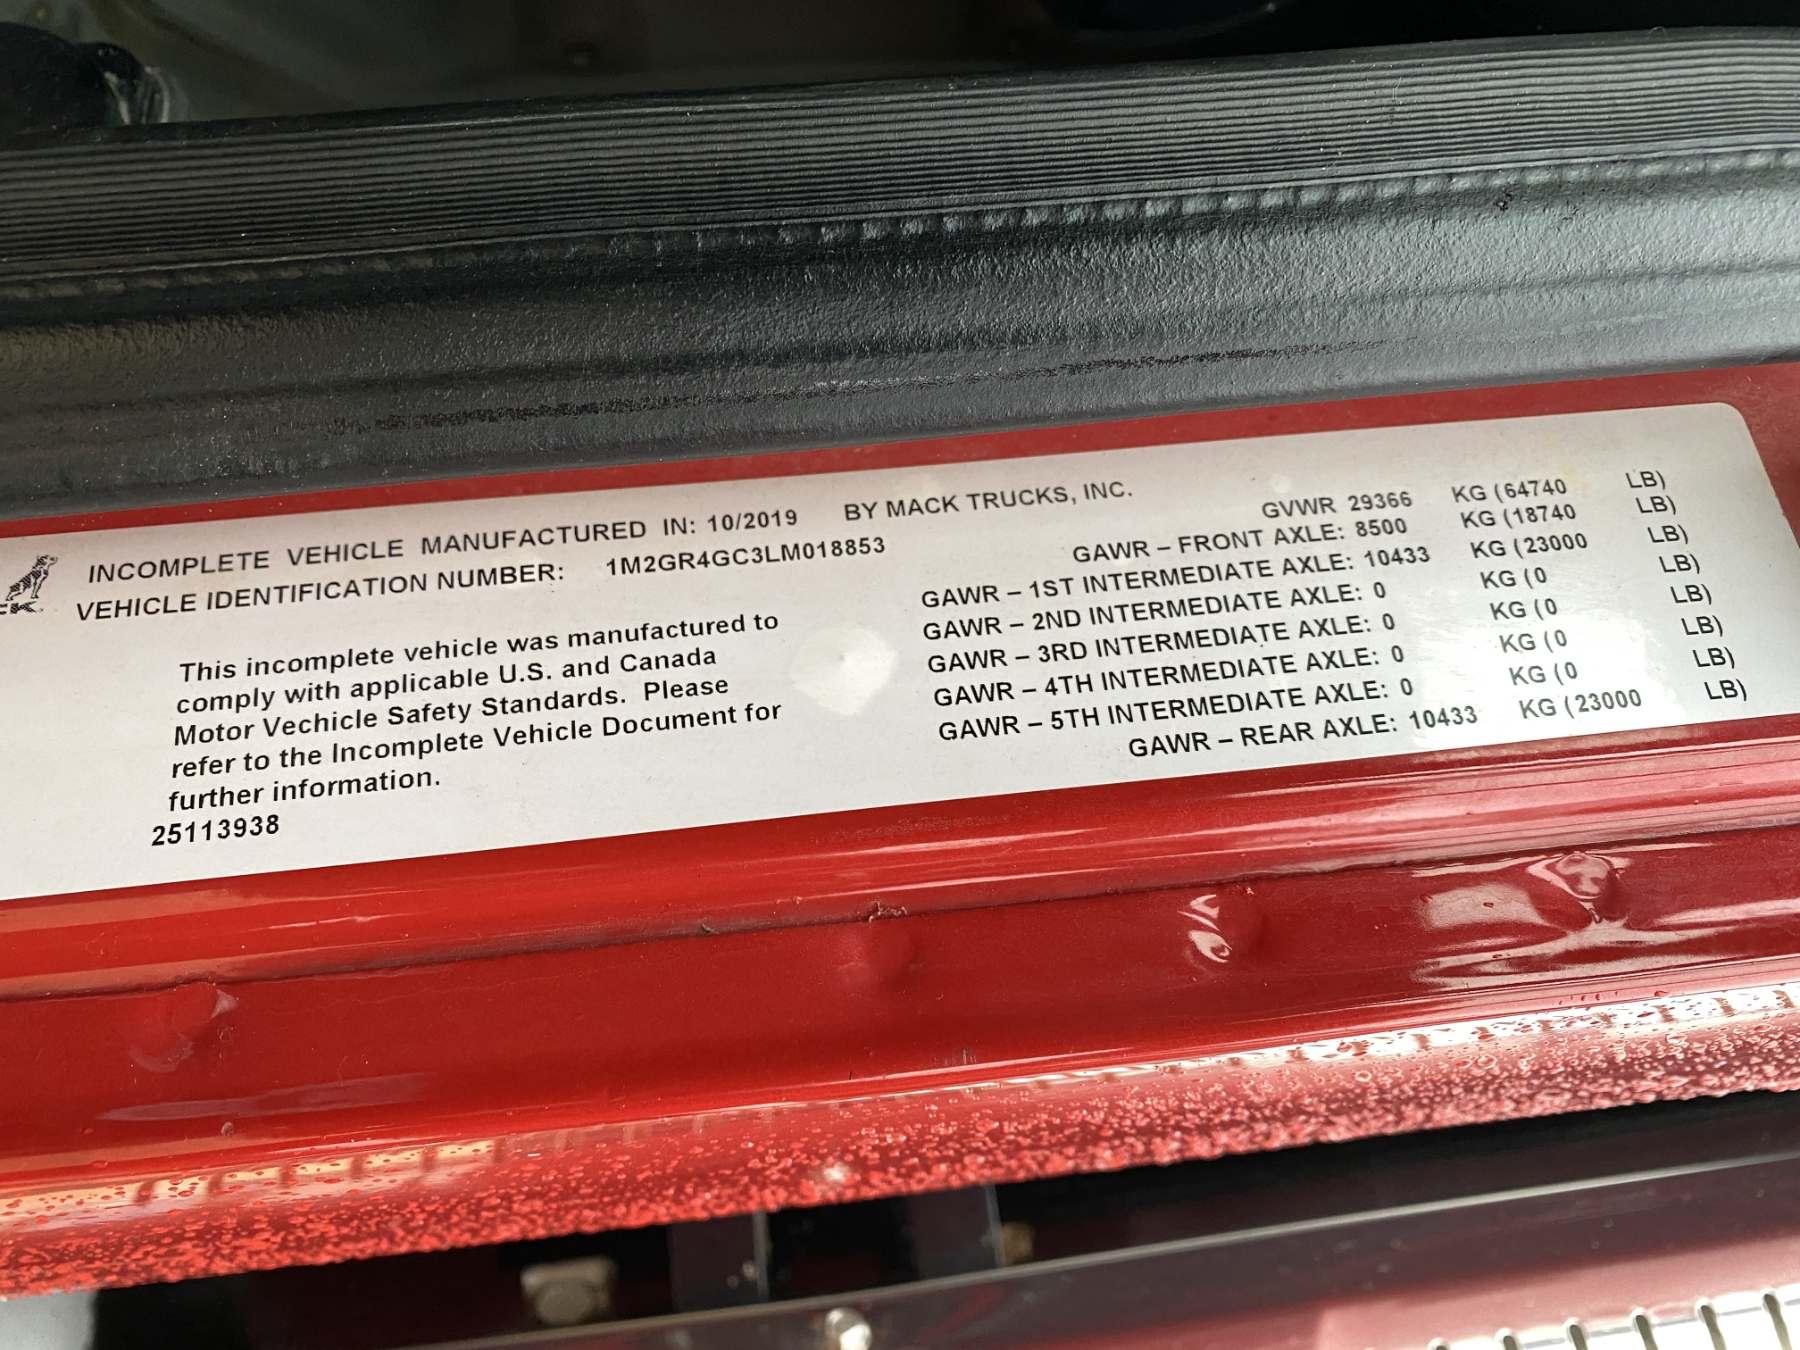 INCOMPLETE VEHICLE MANUFACTURED IN: 10/2019 BY MACK TRUCKS, INC.
VEHICLE IDENTIFICATION NUMBER: 1M2GR4GC3LM018853
This incomplete vehicle was manufactured to
comply with applicable U.S. and Canada
Motor Vechicle Safety Standards. Please
refer to the Incomplete Vehicle Document for
further information.
25113938
GVWR 29366 KG (64740 LB)
GAWR – FRONT AXLE: 8500 KG (18740 LB)
GAWR – 1ST INTERMEDIATE AXLE: 10433 KG (23000 LB)
GAWR – 2ND INTERMEDIATE AXLE: 0 KG (0 LB)
GAWR – 3RD INTERMEDIATE AXLE: 0 KG (0 LB)
GAWR – 4TH INTERMEDIATE AXLE: 0 KG (0 LB)
GAWR – 5TH INTERMEDIATE AXLE: 0 KG (0 LB)
GAWR – REAR AXLE: 10433 KG (23000 LB)